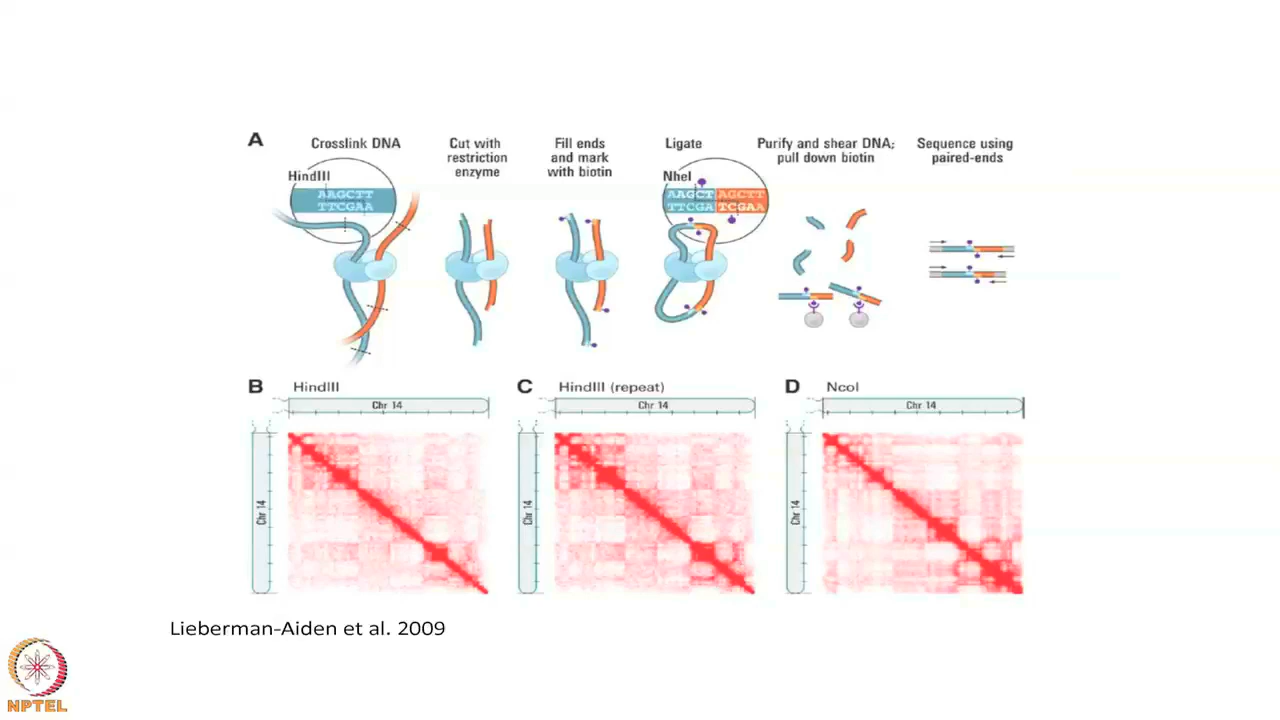 A
Crosslink DNA
Cut with
restriction
enzyme
Fill ends
and mark
with biotin
Ligate
Purify and shear DNA;
pull down biotin
Sequence using
paired-ends
HindIII
AAGCTT
TTCGAA
NheI
AAGCT AGCTT
TTCGA TCGAA
B HindIII
Chr 14
Chr 14
C HindIII (repeat)
Chr 14
Chr 14
D NcoI
Chr 14
Chr 14
Lieberman-Aiden et al. 2009
NPTEL